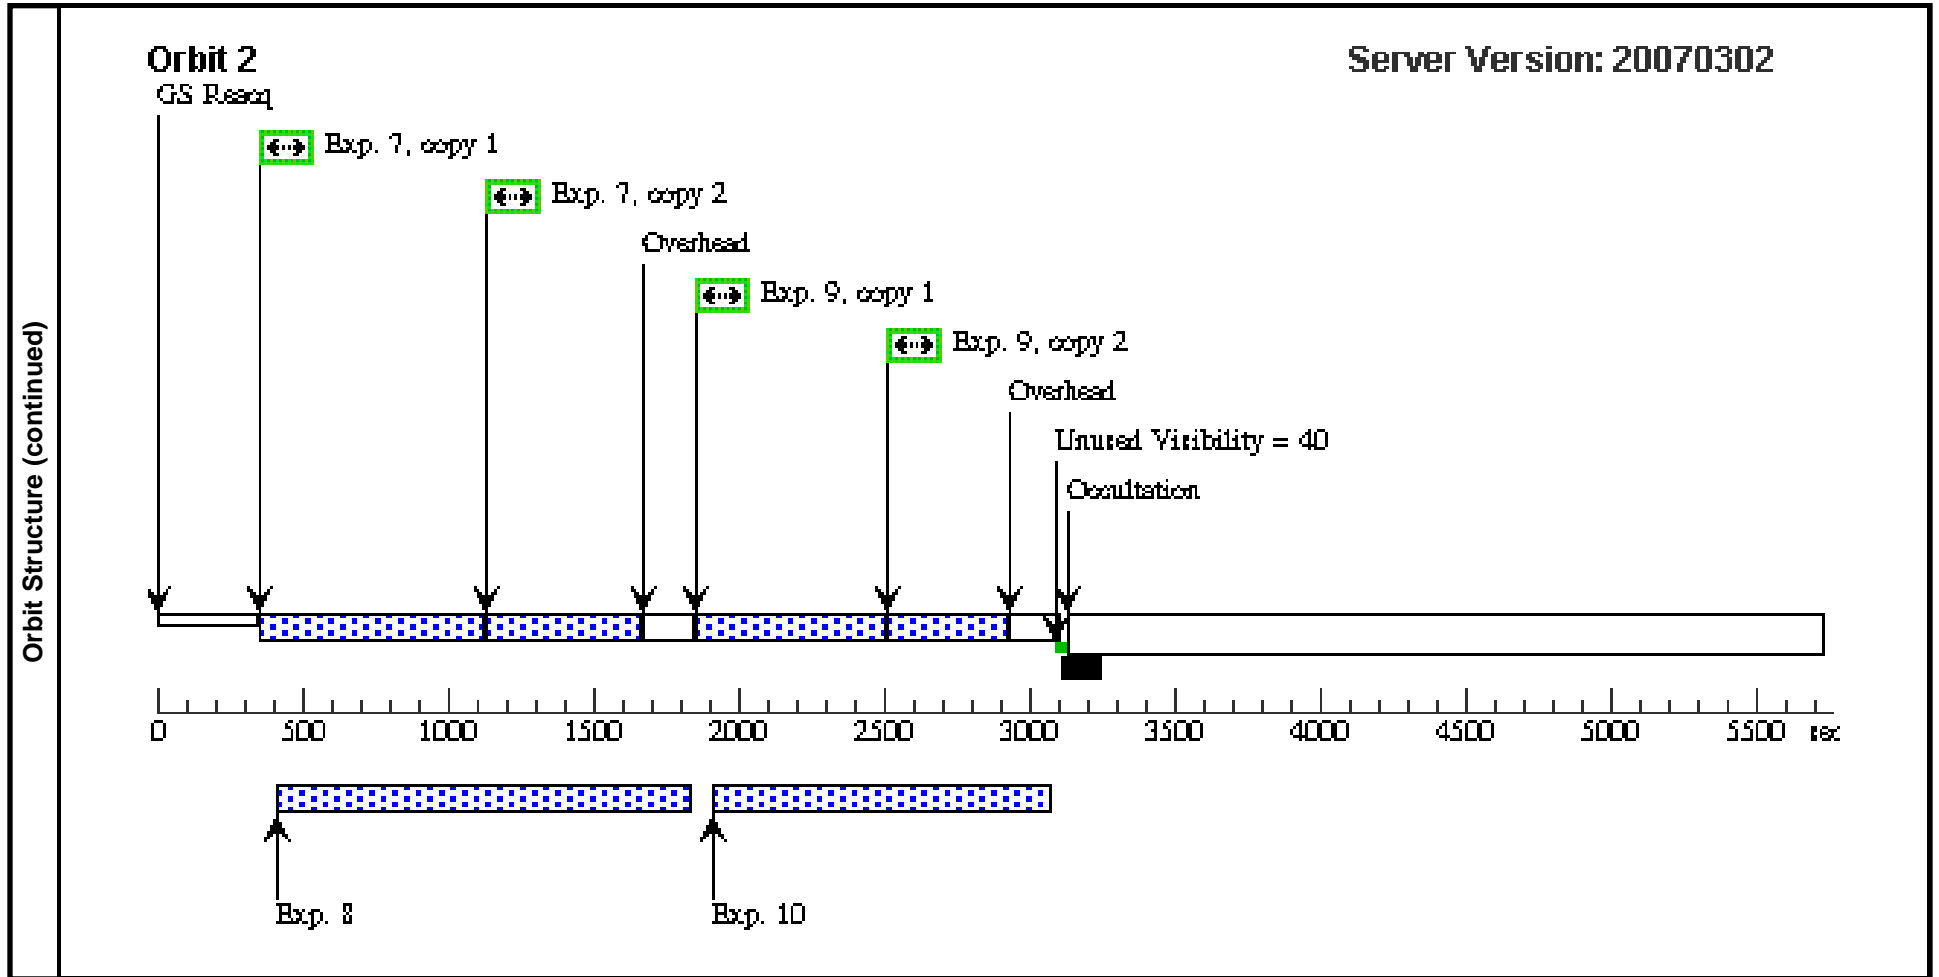 Orbit Structure (continued)
Orbit 2
Server Version: 20070302
GS Reacq
Exp. 7, copy 1
Exp. 7, copy 2
Overhead
Exp. 9, copy 1
Exp. 9, copy 2
Overhead
Unused Visibility = 40
Occultation
0 500 1000 1500 2000 2500 3000 3500 4000 4500 5000 5500 sec
Exp. 8
Exp. 10